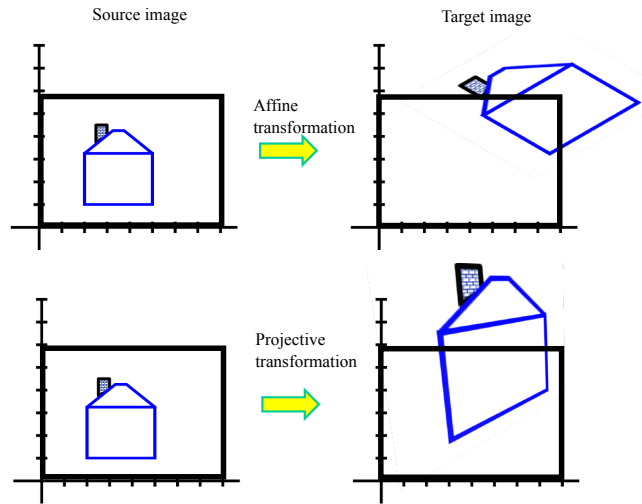 Source image
Target image
Affine
transformation
Projective
transformation